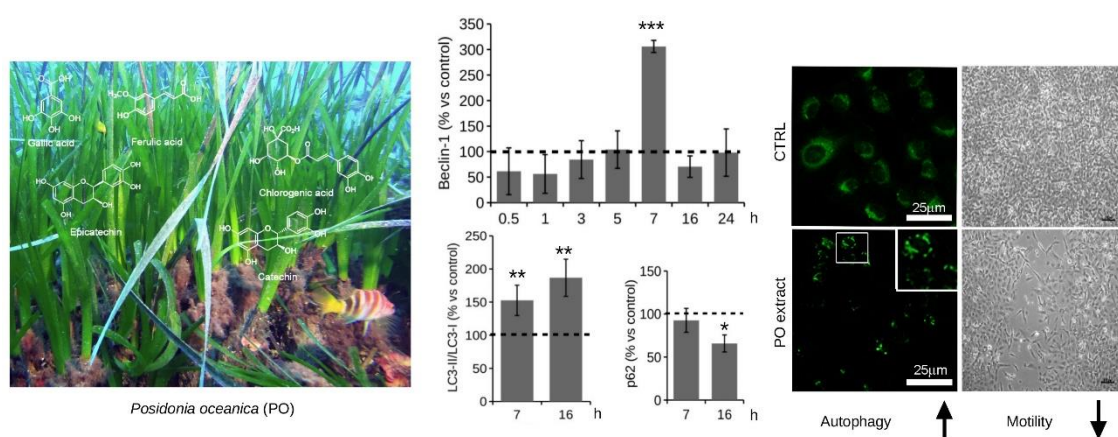 Gallic acid
Ferulic acid
Chlorogenic acid
Epicatechin
Catechin
Posidonia oceanica (PO)
Beclin-1 (% vs control)
350
300
250
200
150
100
50
0
***
0.5 1 3 5 7 16 24 h
LC3-II/LC3-I (% vs control)
250
200
150
100
50
0
**
**
7 16 h
p62 (% vs control)
150
100
50
0
*
7 16 h
CTRL
25µm
PO extract
25µm
Autophagy
Motility